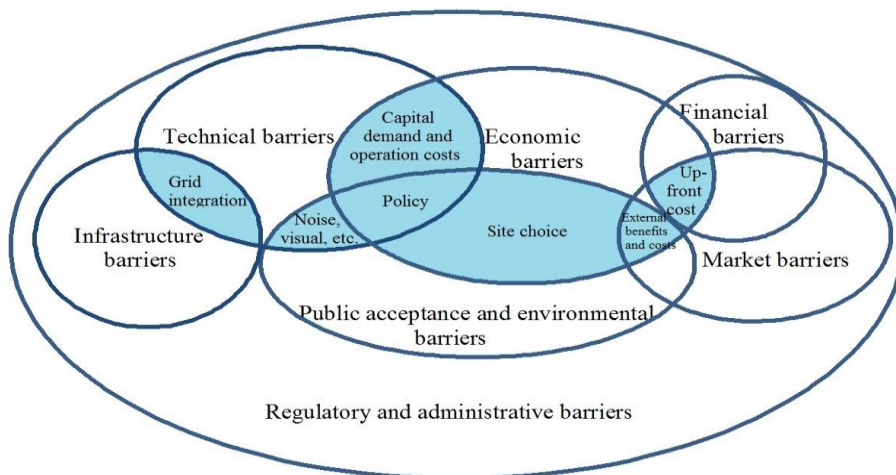 Capital
demand and
operation costs
Technical barriers
Economic
barriers
Financial
barriers
Grid
integration
Up-
front
cost
Noise,
visual, etc.
Policy
Site choice
External
benefits
and costs
Infrastructure
barriers
Market barriers
Public acceptance and environmental
barriers
Regulatory and administrative barriers